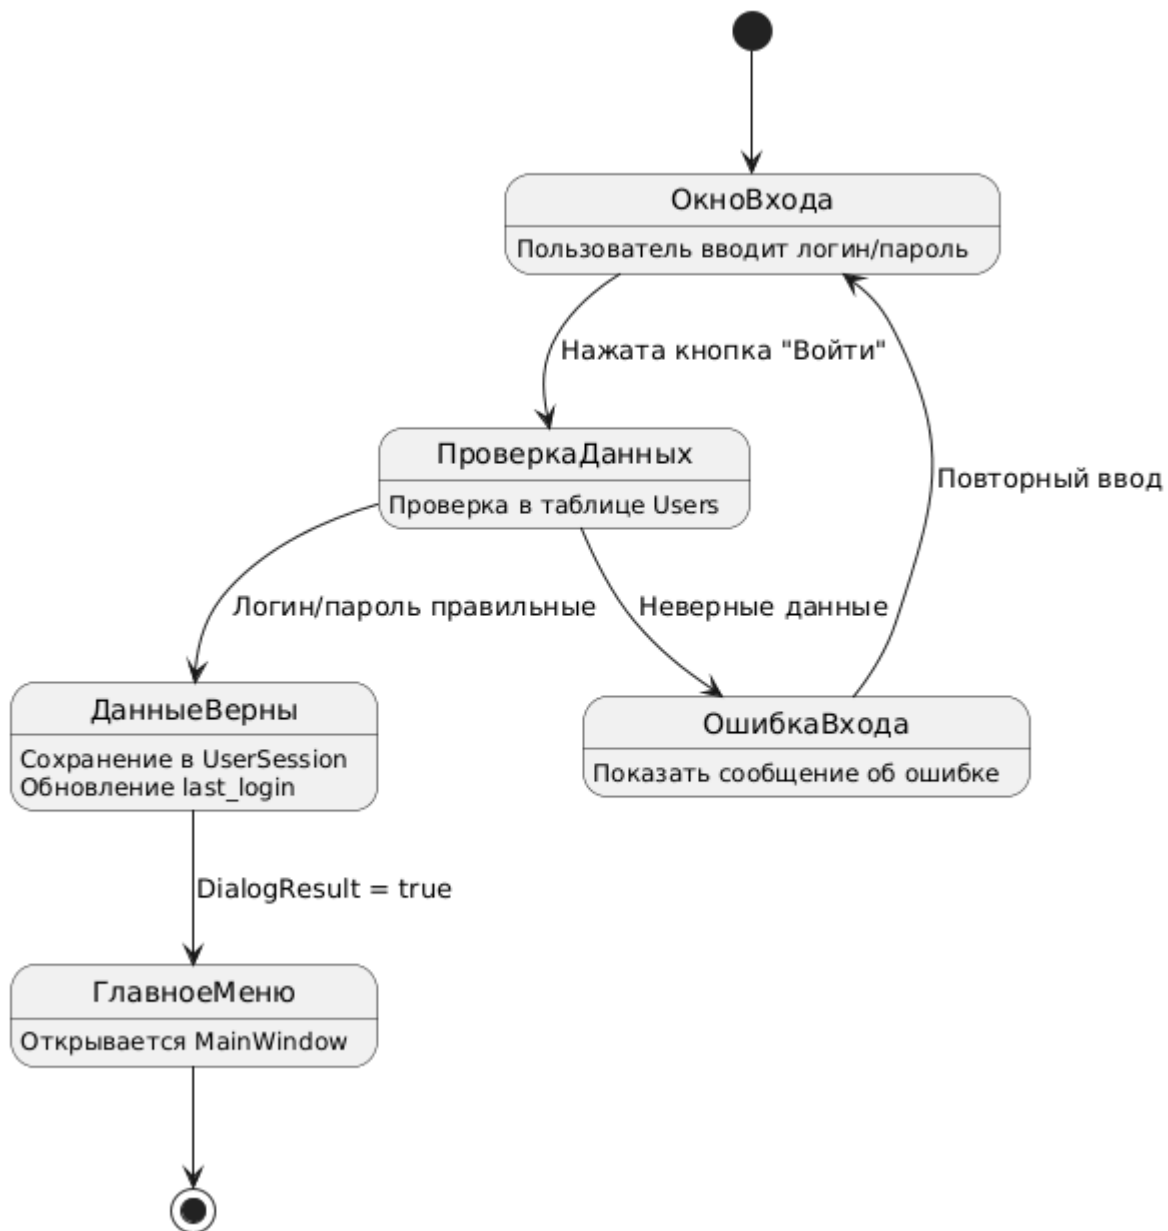 ОкноВхода
Пользователь вводит логин/пароль
Нажата кнопка "Войти"
ПроверкаДанных
Проверка в таблице Users
Повторный ввод
Логин/пароль правильные
Неверные данные
ДанныеВерны
Сохранение в UserSession
Обновление last_login
ОшибкаВхода
Показать сообщение об ошибке
DialogResult = true
ГлавноеМеню
Открывается MainWindow